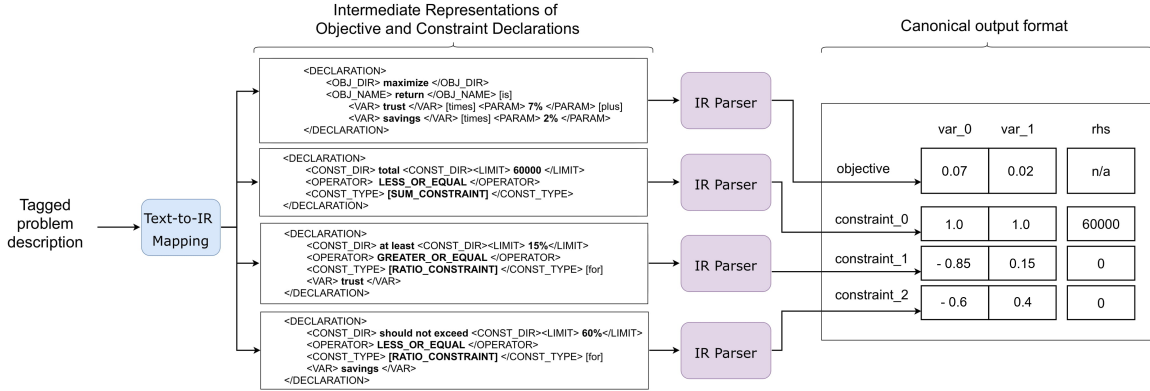 Intermediate Representations of
Objective and Constraint Declarations
Canonical output format
Tagged
problem
description
Text-to-IR
Mapping
<DECLARATION>
<OBJ_DIR> maximize </OBJ_DIR>
<OBJ_NAME> return </OBJ_NAME> [is]
<VAR> trust </VAR> [times] <PARAM> 7% </PARAM> [plus]
<VAR> savings </VAR> [times] <PARAM> 2% </PARAM>
</DECLARATION>
IR Parser
<DECLARATION>
<CONST_DIR> total <CONST_DIR><LIMIT> 60000 </LIMIT>
<OPERATOR> LESS_OR_EQUAL </OPERATOR>
<CONST_TYPE> [SUM_CONSTRAINT] </CONST_TYPE>
</DECLARATION>
IR Parser
<DECLARATION>
<CONST_DIR> at least <CONST_DIR><LIMIT> 15%</LIMIT>
<OPERATOR> GREATER_OR_EQUAL </OPERATOR>
<CONST_TYPE> [RATIO_CONSTRAINT] </CONST_TYPE> [for]
<VAR> trust </VAR>
</DECLARATION>
IR Parser
<DECLARATION>
<CONST_DIR> should not exceed <CONST_DIR><LIMIT> 60%</LIMIT>
<OPERATOR> LESS_OR_EQUAL </OPERATOR>
<CONST_TYPE> [RATIO_CONSTRAINT] </CONST_TYPE> [for]
<VAR> savings </VAR>
</DECLARATION>
IR Parser
var_0 var_1 rhs
objective 0.07 0.02 n/a
constraint_0 1.0 1.0 60000
constraint_1 - 0.85 0.15 0
constraint_2 - 0.6 0.4 0